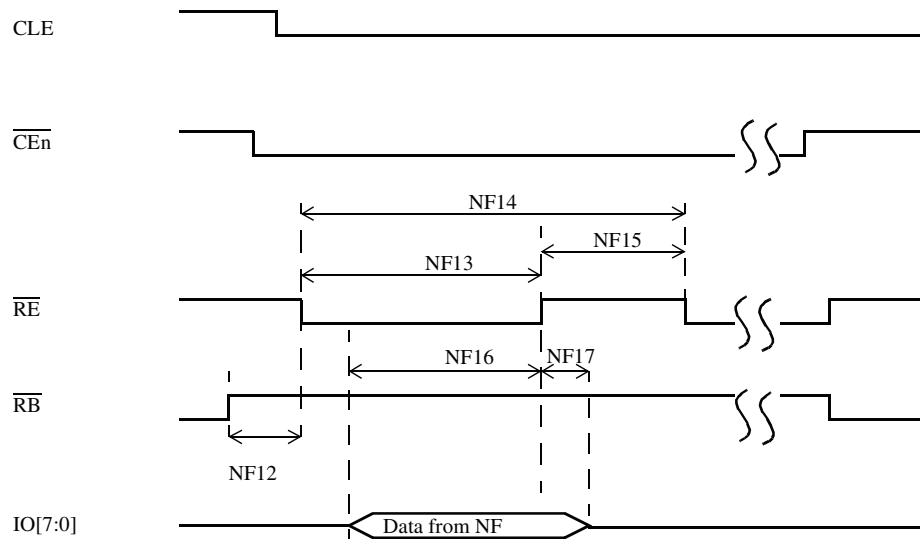 CLE
CEn
NF14
NF15
NF13
RE
NF16
NF17
RB
NF12
IO[7:0]
Data from NF